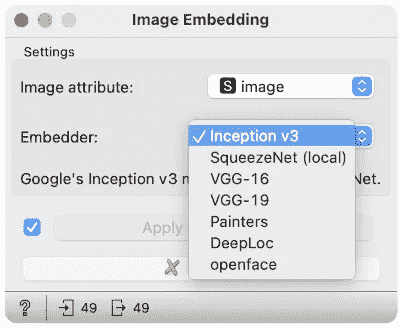 Image Embedding
Settings
Image attribute:
S image
Embedder:
Inception v3
SqueezeNet (local)
VGG-16
VGG-19
Painters
DeepLoc
openface
Google's Inception v3 m
Net.
Apply
? 49 49